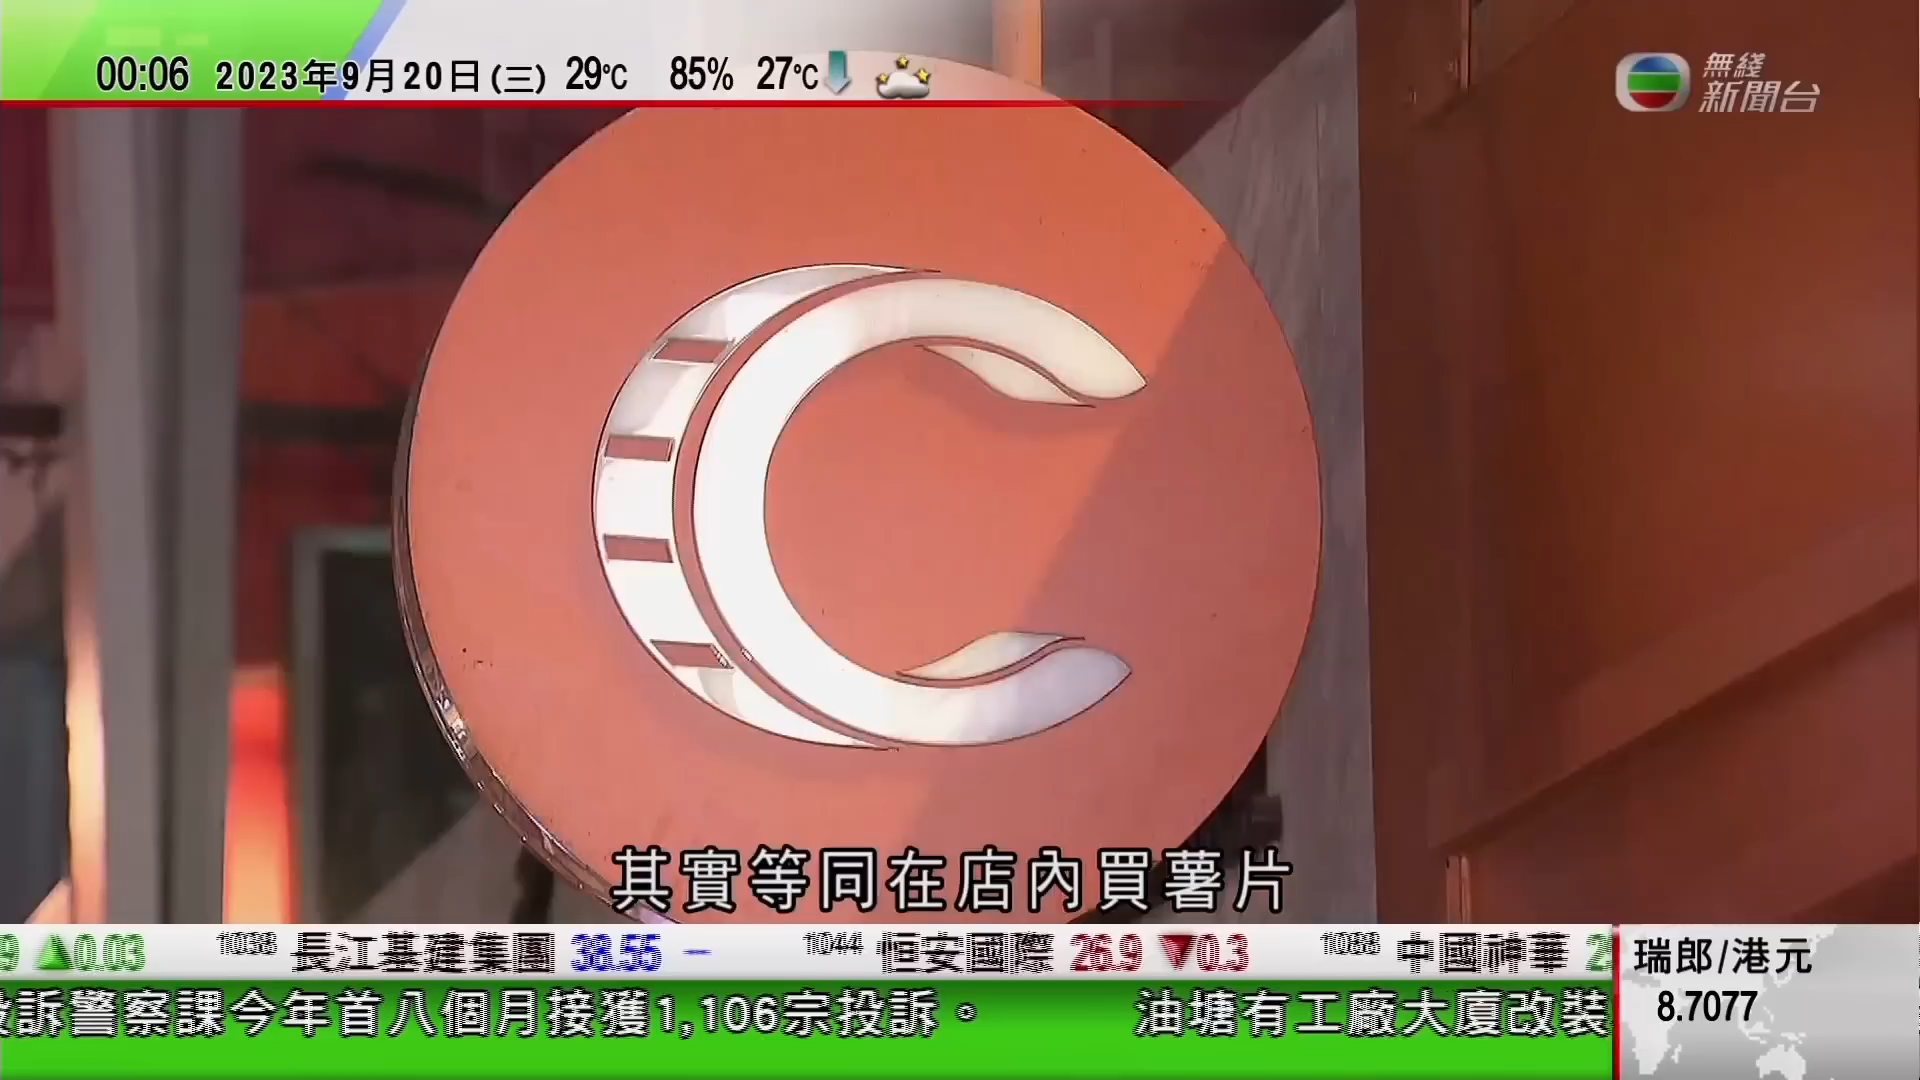 00:06 2023年9月20日(三) 29℃ 85% 27℃
無綫
新聞台
C
其實等同在店內買薯片
9 ▲0.03 1038 長江基建集團 38.55 – 1044 恒安國際 26.9 ▼0.3 1088 中國神華 2
瑞郎/港元
8.7077
投訴警察課今年首八個月接獲1,106宗投訴。 油塘有工廠大廈改裝